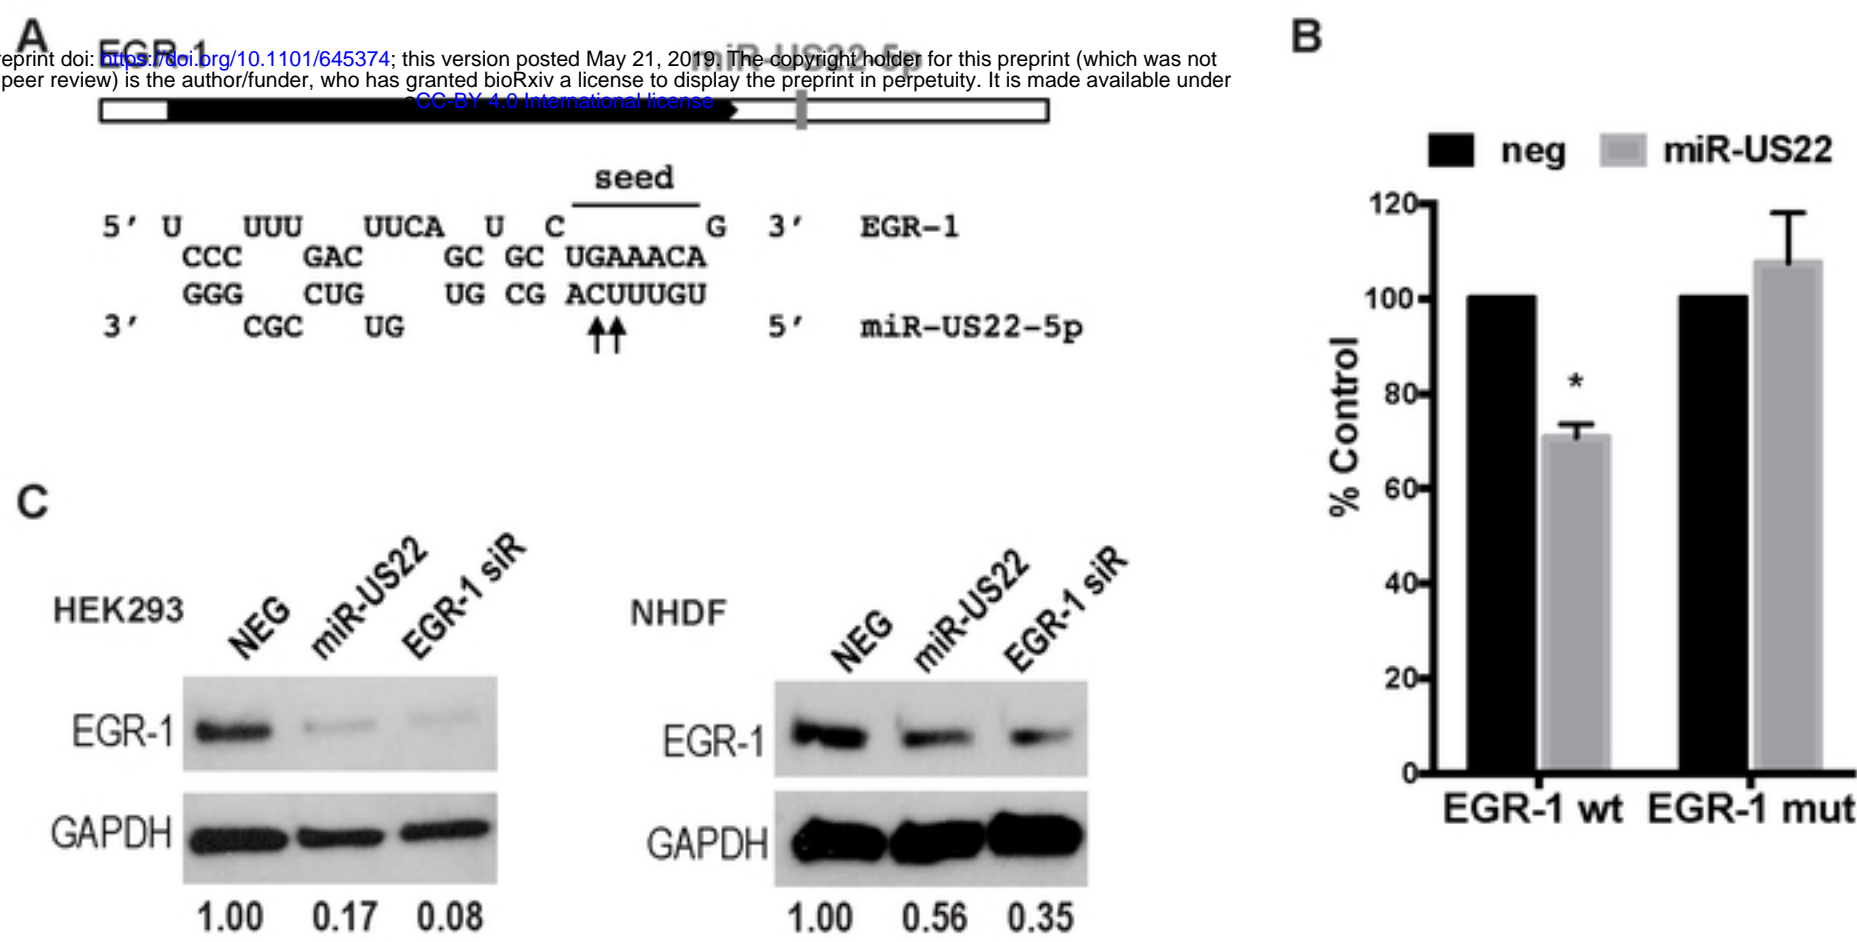 A
EGR-1
miR-US22-5p
eprint doi: https://doi.org/10.1101/645374; this version posted May 21, 2019. The copyright holder for this preprint (which was not
peer review) is the author/funder, who has granted bioRxiv a license to display the preprint in perpetuity. It is made available under
aCC-BY 4.0 International license
seed
5′ U UUU UUCA U C G 3′ EGR-1
CCC GAC GC GC UGAAACA
GGG CUG UG CG ACUUUGU
3′ CGC UG 5′ miR-US22-5p
B
neg miR-US22
% Control
120
100
80
60
40
20
0
*
EGR-1 wt EGR-1 mut
C
HEK293
NEG miR-US22 EGR-1 siR
EGR-1
GAPDH
1.00 0.17 0.08
NHDF
NEG miR-US22 EGR-1 siR
EGR-1
GAPDH
1.00 0.56 0.35